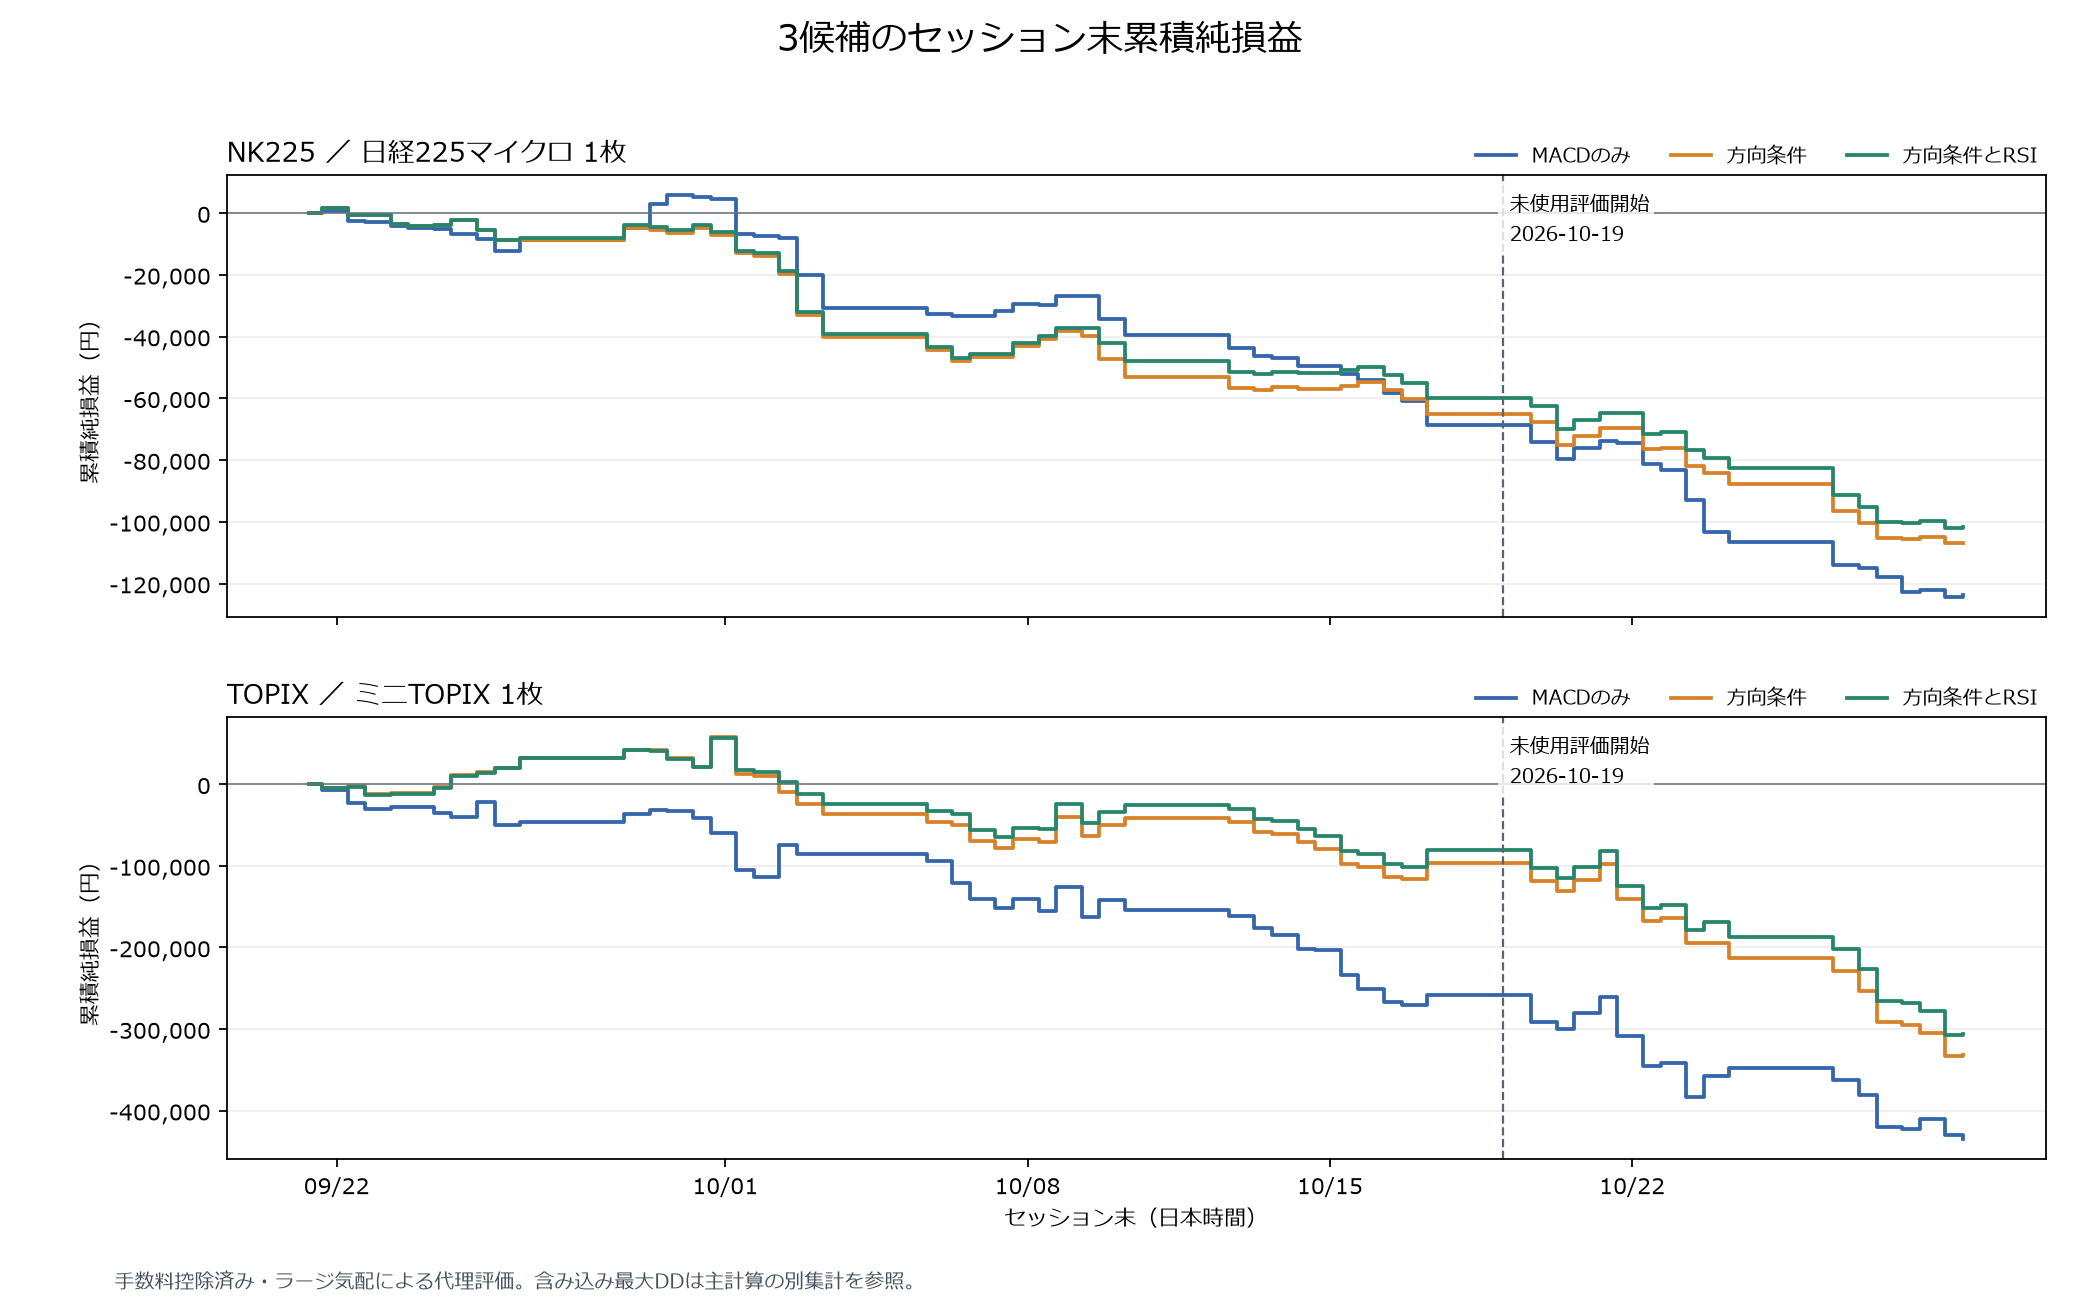 3候補のセッション末累積純損益
NK225 ／ 日経225マイクロ 1枚
MACDのみ
方向条件
方向条件とRSI
未使用評価開始
2026-10-19
累積純損益（円）
0
-20,000
-40,000
-60,000
-80,000
-100,000
-120,000
TOPIX ／ ミニTOPIX 1枚
MACDのみ
方向条件
方向条件とRSI
未使用評価開始
2026-10-19
累積純損益（円）
0
-100,000
-200,000
-300,000
-400,000
09/22
10/01
10/08
10/15
10/22
セッション末（日本時間）
手数料控除済み・ラージ気配による代理評価。含み込み最大DDは主計算の別集計を参照。